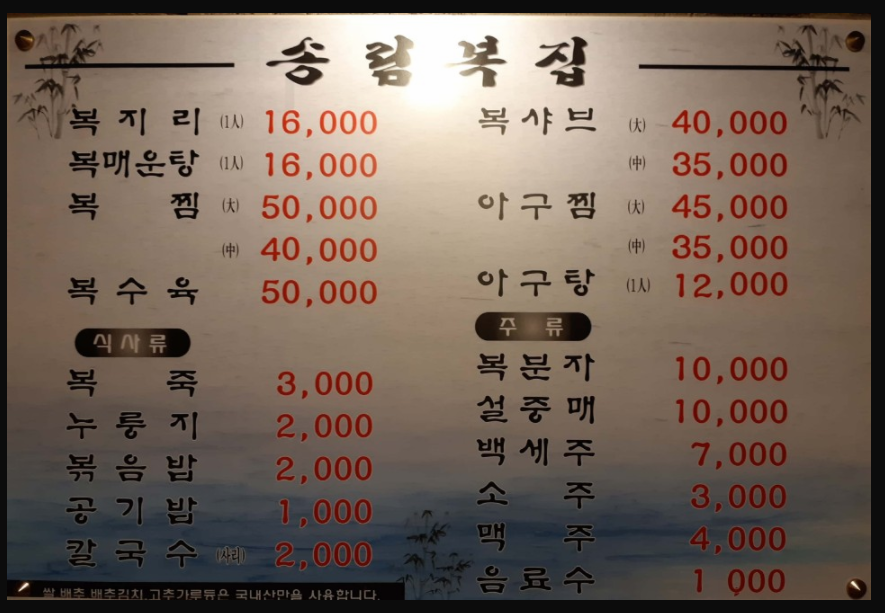 송림복집
복지리 (1人) 16,000
복매운탕 (1人) 16,000
복찜 (大) 50,000
(中) 40,000
복수육 50,000
식사류
복죽 3,000
누룽지 2,000
볶음밥 2,000
공기밥 1,000
칼국수 (사리) 2,000
쌀,배추,배추김치,고추가루등은 국내산만을 사용합니다.
복샤브 (大) 40,000
(中) 35,000
아구찜 (大) 45,000
(中) 35,000
아구탕 (1人) 12,000
주류
복분자 10,000
설중매 10,000
백세주 7,000
소주 3,000
맥주 4,000
음료수 1,000